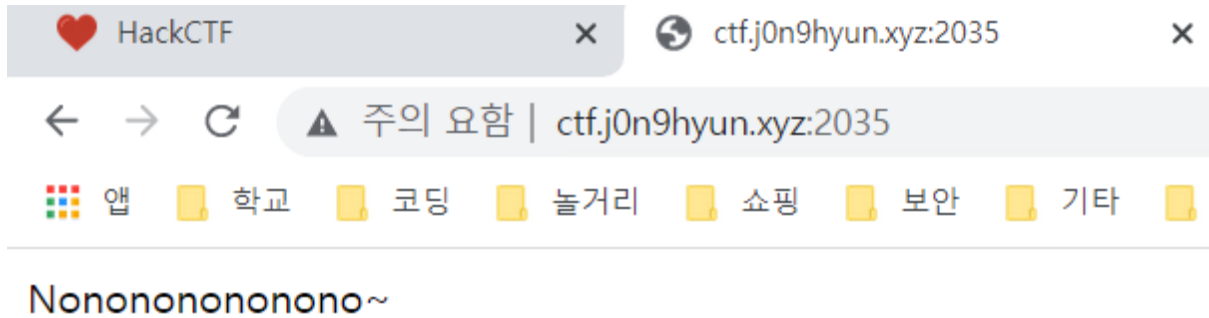 HackCTF ctf.j0n9hyun.xyz:2035
주의 요함 | ctf.j0n9hyun.xyz:2035
앱 학교 코딩 놀거리 쇼핑 보안 기타
Nonononononono~